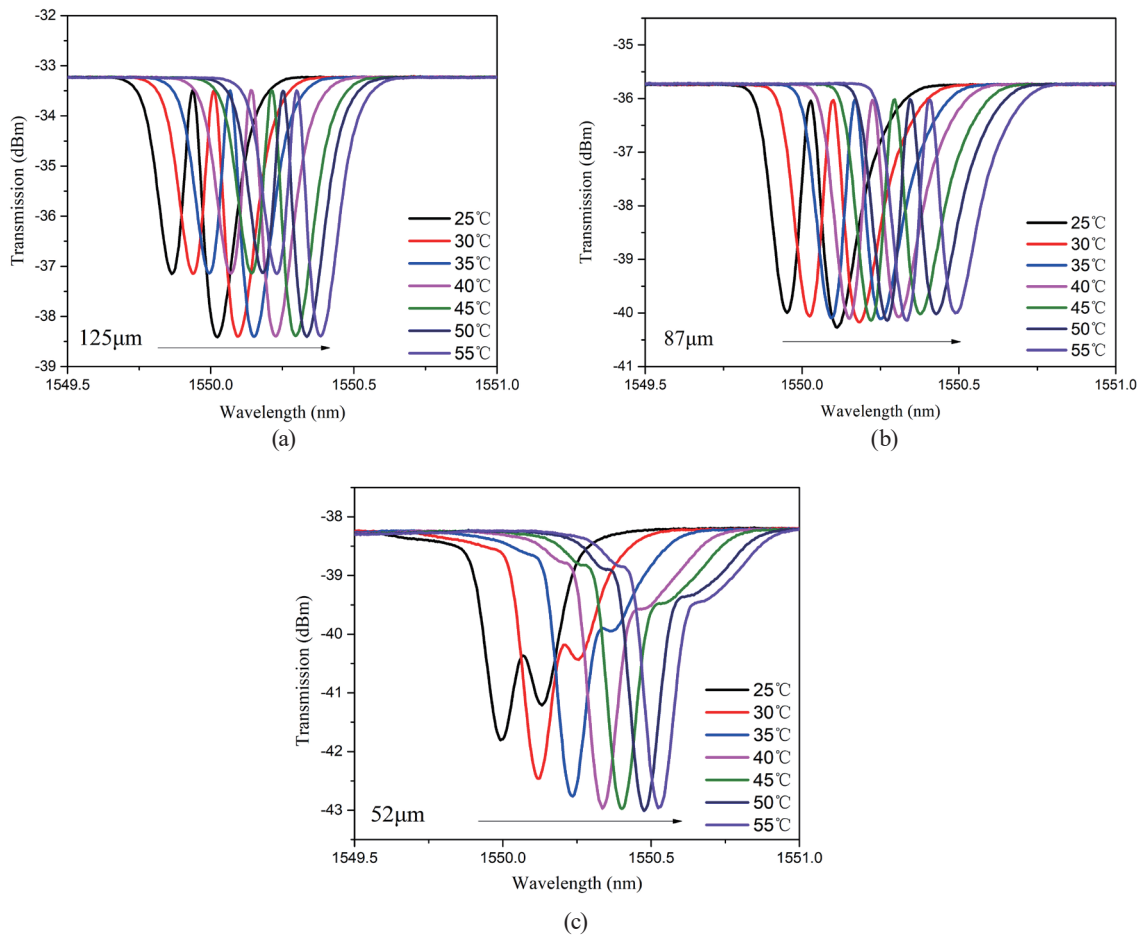 -32
-33
-34
-35
-36
-37
-38
-39
Transmission (dBm)
25℃
30℃
35℃
40℃
45℃
50℃
55℃
125μm
1549.5 1550.0 1550.5 1551.0
Wavelength (nm)
(a)
-35
-36
-37
-38
-39
-40
-41
Transmission (dBm)
25℃
30℃
35℃
40℃
45℃
50℃
55℃
87μm
1549.5 1550.0 1550.5 1551.0
Wavelength (nm)
(b)
-38
-39
-40
-41
-42
-43
Transmission (dBm)
25℃
30℃
35℃
40℃
45℃
50℃
55℃
52μm
1549.5 1550.0 1550.5 1551.0
Wavelength (nm)
(c)